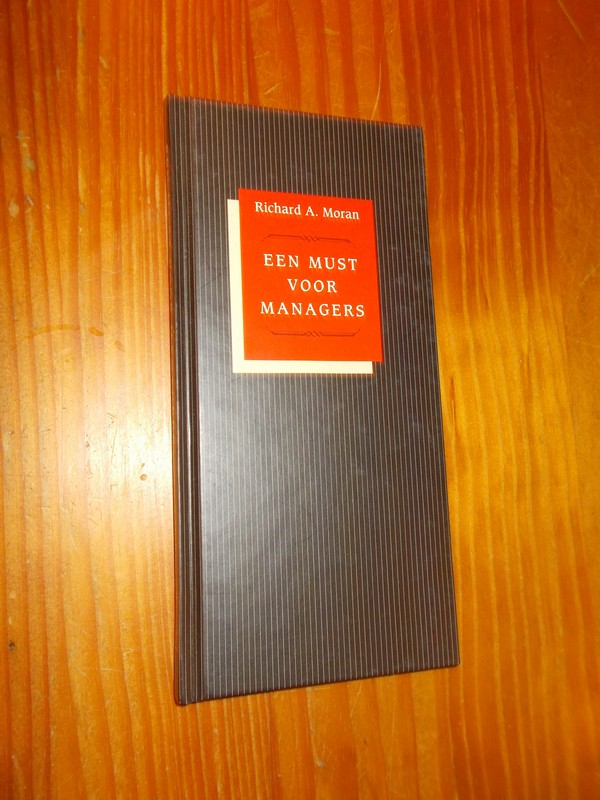 Richard A. Moran
EEN MUST
VOOR
MANAGERS